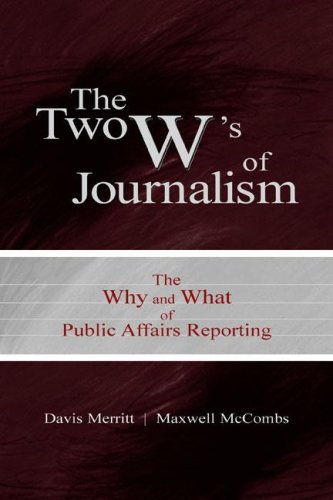 The
Two W's
of
Journalism
The
Why and What
of
Public Affairs Reporting
Davis Merritt | Maxwell McCombs